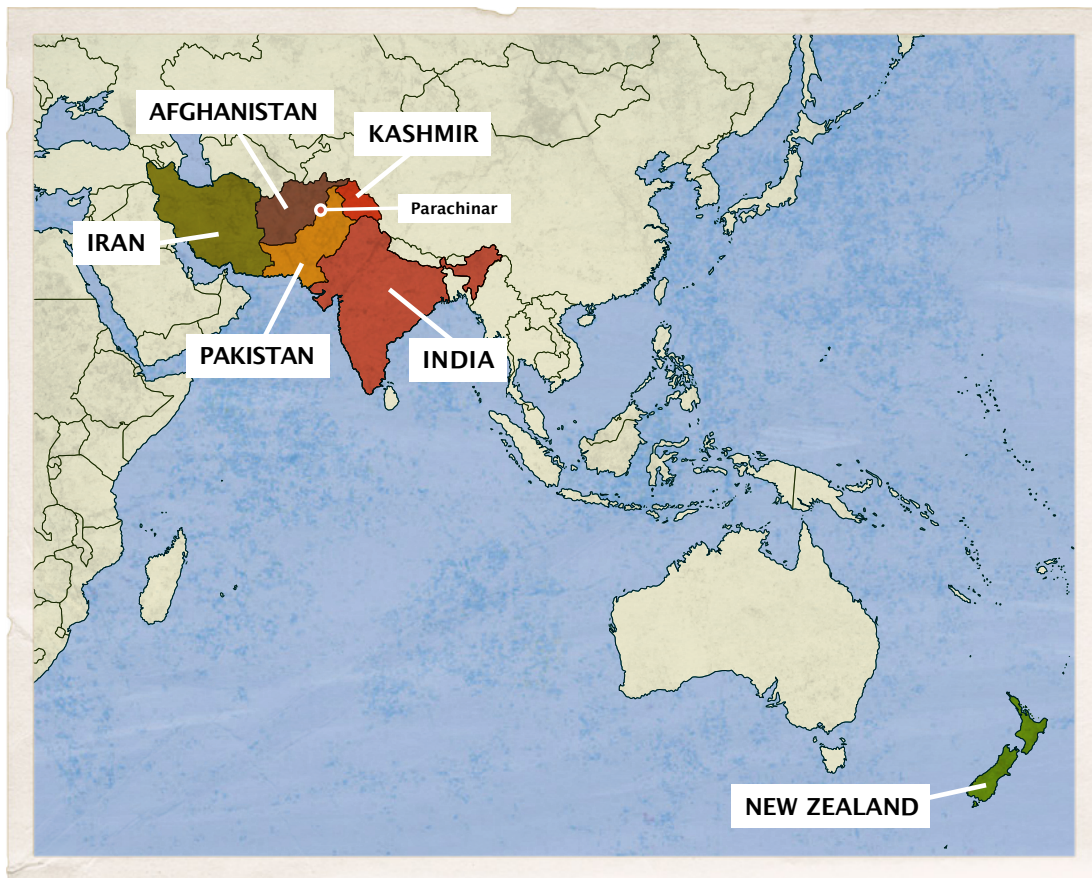 AFGHANISTAN
KASHMIR
Parachinar
IRAN
PAKISTAN
INDIA
NEW ZEALAND